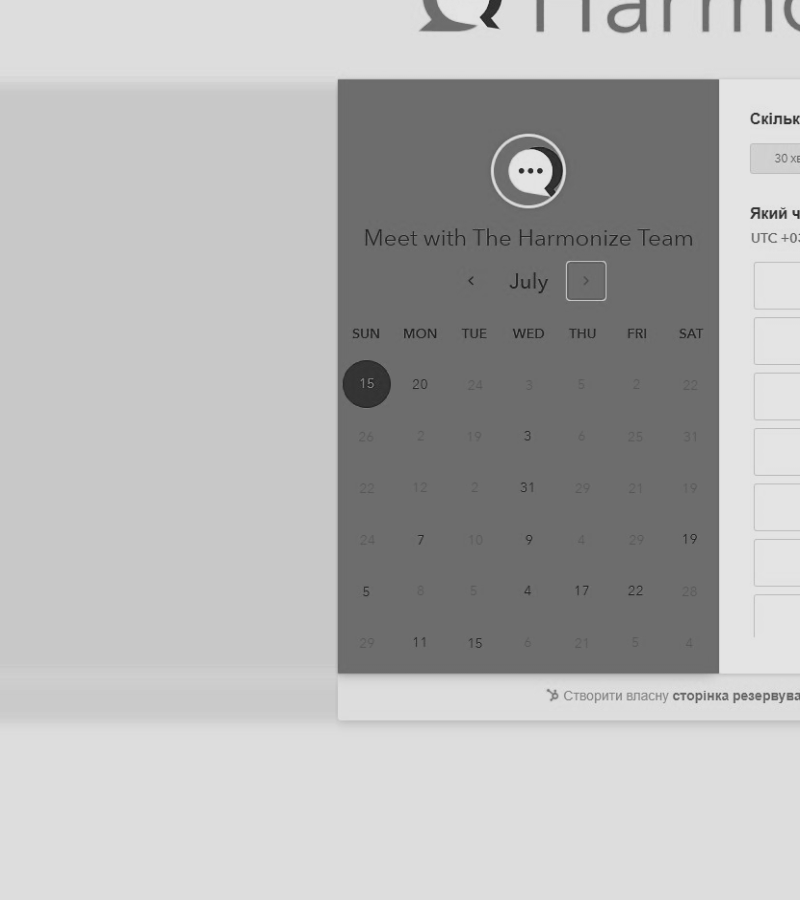 Harmo
Meet with The Harmonize Team
July
SUN MON TUE WED THU FRI SAT
15 20 24 3 5 2 22
26 2 19 3 6 25 31
22 12 2 31 29 21 19
24 7 10 9 4 29 19
5 8 5 4 17 22 28
29 11 15 6 21 5 4
Скільк
30 хв
Який ч
UTC +03
Створити власну сторінка резервува